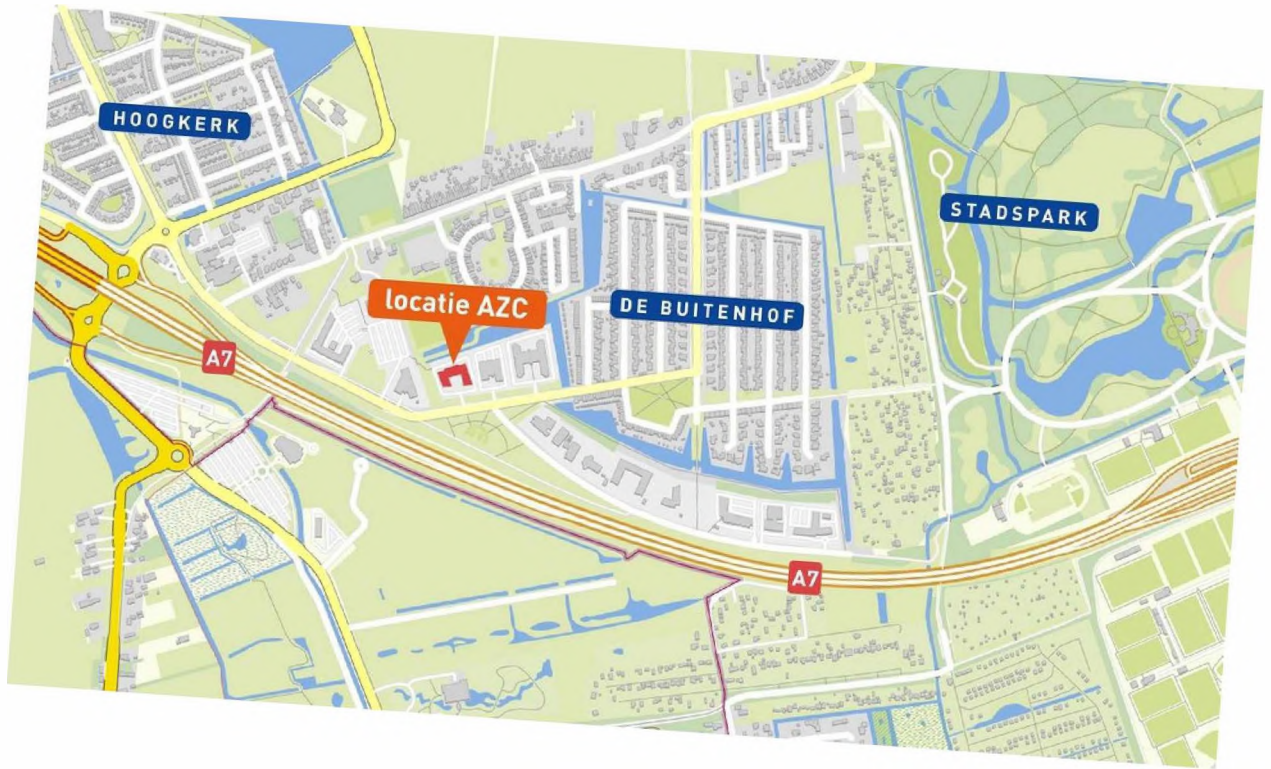 HOOGKERK
STADSPARK
locatie AZC
DE BUITENHOF
A7
A7